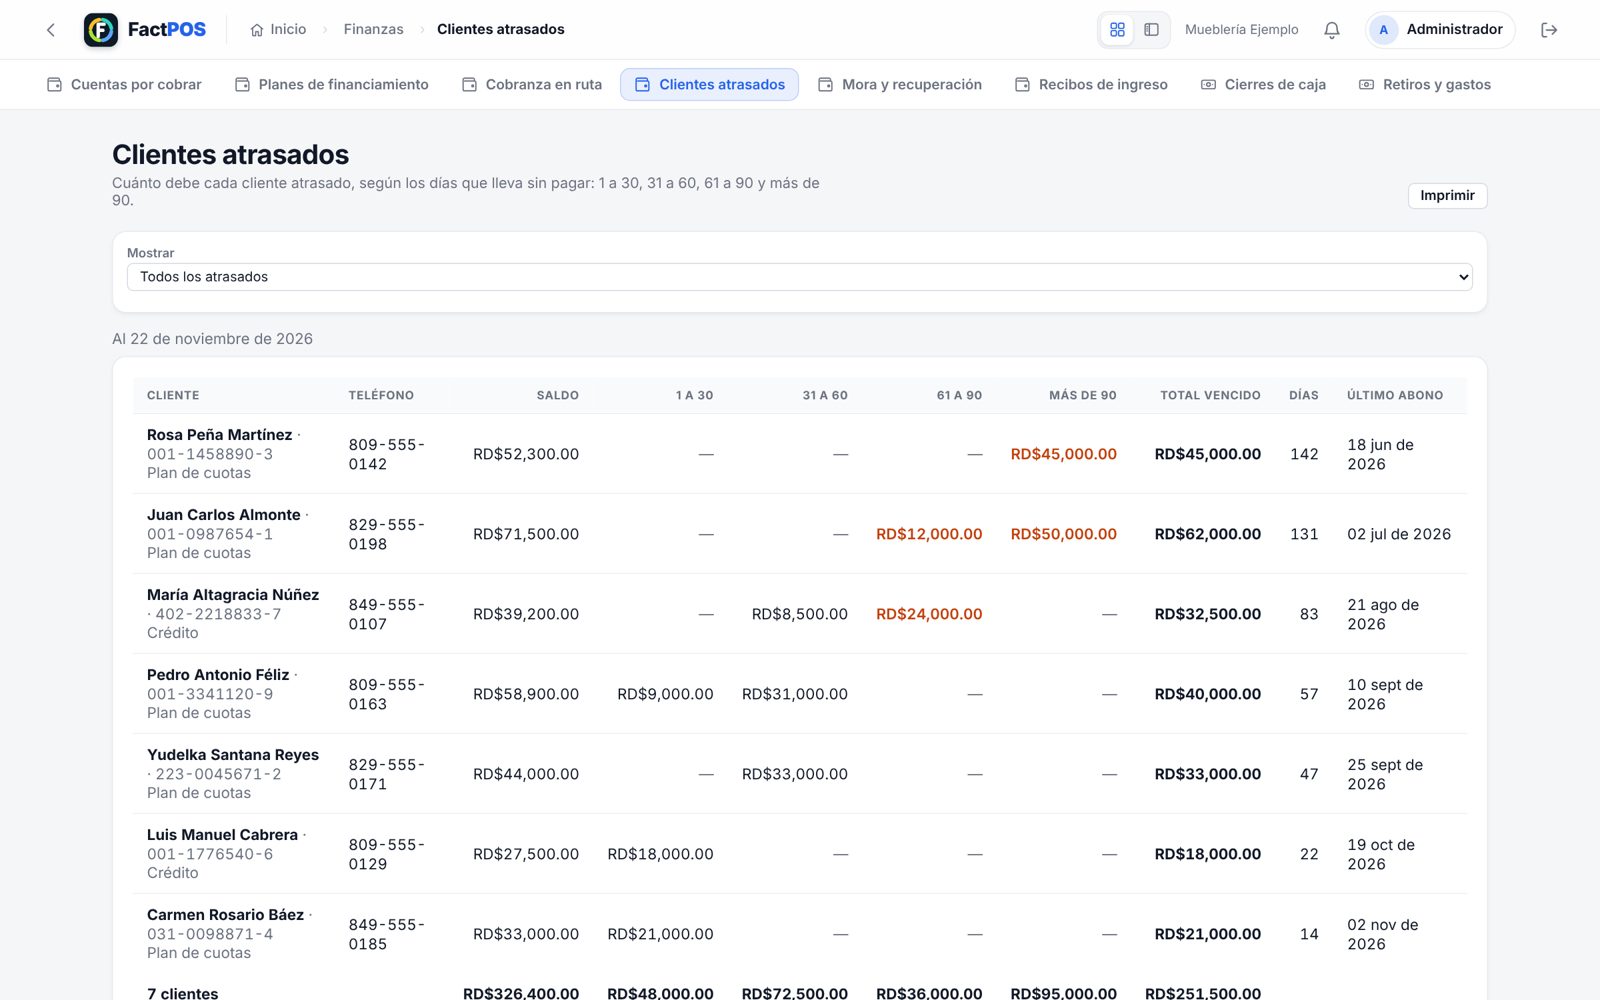 FactPOS
Inicio
Finanzas
Clientes atrasados
Mueblería Ejemplo
A
Administrador
Cuentas por cobrar
Planes de financiamiento
Cobranza en ruta
Clientes atrasados
Mora y recuperación
Recibos de ingreso
Cierres de caja
Retiros y gastos
Clientes atrasados
Cuánto debe cada cliente atrasado, según los días que lleva sin pagar: 1 a 30, 31 a 60, 61 a 90 y más de
90.
Imprimir
Mostrar
Todos los atrasados
Al 22 de noviembre de 2026
CLIENTE TELÉFONO SALDO 1 A 30 31 A 60 61 A 90 MÁS DE 90 TOTAL VENCIDO DÍAS ÚLTIMO ABONO
Rosa Peña Martínez ·
001-1458890-3
Plan de cuotas
809-555-
0142
RD$52,300.00 — — — RD$45,000.00 RD$45,000.00 142
18 jun de
2026
Juan Carlos Almonte ·
001-0987654-1
Plan de cuotas
829-555-
0198
RD$71,500.00 — — RD$12,000.00 RD$50,000.00 RD$62,000.00 131 02 jul de 2026
María Altagracia Núñez
· 402-2218833-7
Crédito
849-555-
0107
RD$39,200.00 — RD$8,500.00 RD$24,000.00 — RD$32,500.00 83
21 ago de
2026
Pedro Antonio Féliz ·
001-3341120-9
Plan de cuotas
809-555-
0163
RD$58,900.00 RD$9,000.00 RD$31,000.00 — — RD$40,000.00 57
10 sept de
2026
Yudelka Santana Reyes
· 223-0045671-2
Plan de cuotas
829-555-
0171
RD$44,000.00 — RD$33,000.00 — — RD$33,000.00 47
25 sept de
2026
Luis Manuel Cabrera ·
001-1776540-6
Crédito
809-555-
0129
RD$27,500.00 RD$18,000.00 — — — RD$18,000.00 22
19 oct de
2026
Carmen Rosario Báez ·
031-0098871-4
Plan de cuotas
849-555-
0185
RD$33,000.00 RD$21,000.00 — — — RD$21,000.00 14
02 nov de
2026
7 clientes RD$326,400.00 RD$48,000.00 RD$72,500.00 RD$36,000.00 RD$95,000.00 RD$251,500.00